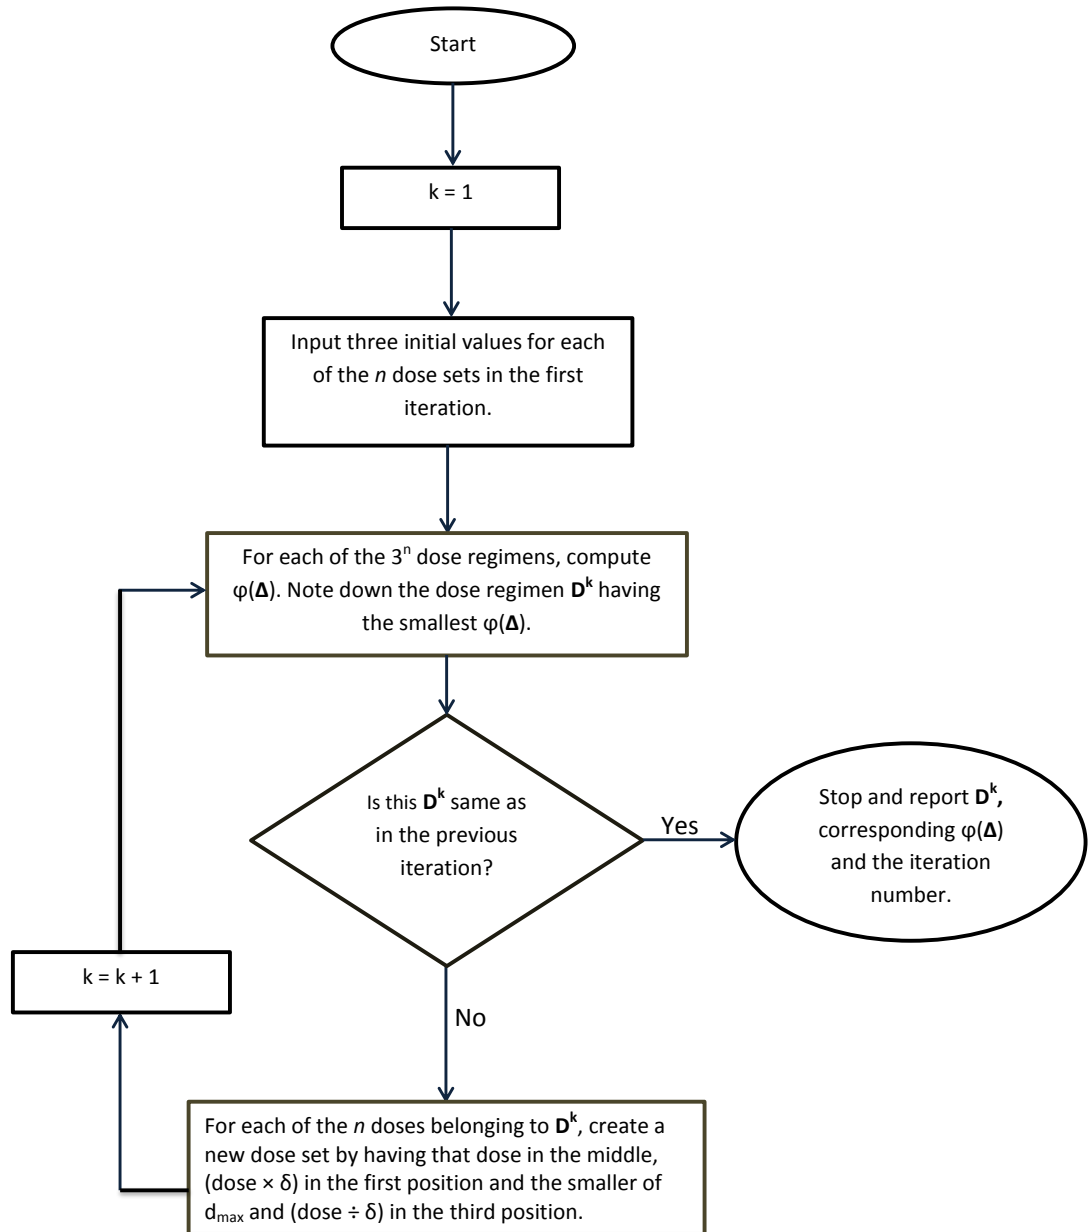 Start
k = 1
Input three initial values for each
of the n dose sets in the first
iteration.
For each of the 3ⁿ dose regimens, compute
φ(Δ). Note down the dose regimen Dᵏ having
the smallest φ(Δ).
Is this Dᵏ same as
in the previous
iteration?
Yes
Stop and report Dᵏ,
corresponding φ(Δ)
and the iteration
number.
k = k + 1
No
For each of the n doses belonging to Dᵏ, create a
new dose set by having that dose in the middle,
(dose × δ) in the first position and the smaller of
dₘₐₓ and (dose ÷ δ) in the third position.